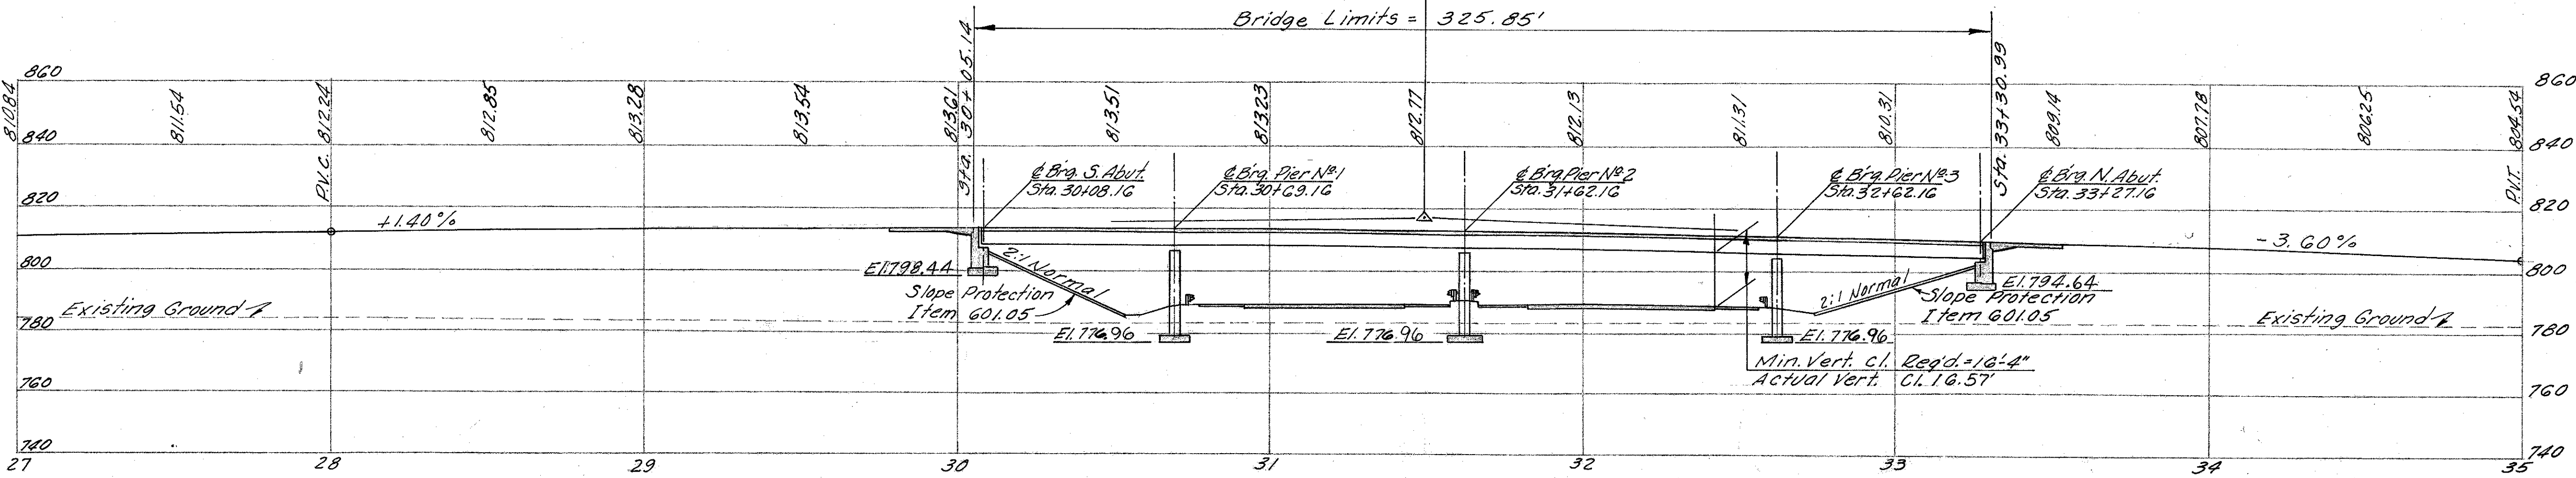 Bridge Limits = 325.85'
Sta. 30+05.14
Sta. 33+30.99
860
860
810.84
811.54
P.V.C. 812.24
812.85
813.28
813.54
813.61
813.51
813.23
812.77
812.13
811.31
810.31
809.14
807.78
806.25
P.V.T. 804.54
840
840
℄ Brg. S. Abut.
Sta. 30+08.16
℄ Brg. Pier Nº 1
Sta. 30+69.16
℄ Brg. Pier Nº 2
Sta. 31+62.16
℄ Brg. Pier Nº 3
Sta. 32+62.16
℄ Brg. N. Abut.
Sta. 33+27.16
820
820
+1.40%
-3.60%
800
800
El. 798.44
2:1 Normal
Slope Protection
Item 601.05
2:1 Normal
El. 794.64
Slope Protection
Item 601.05
Existing Ground
Existing Ground
780
780
El. 776.96
El. 776.96
El. 776.96
Min. Vert. Cl. Req'd. = 16'-4"
Actual Vert. Cl. 16.57'
760
760
740
740
27
28
29
30
31
32
33
34
35